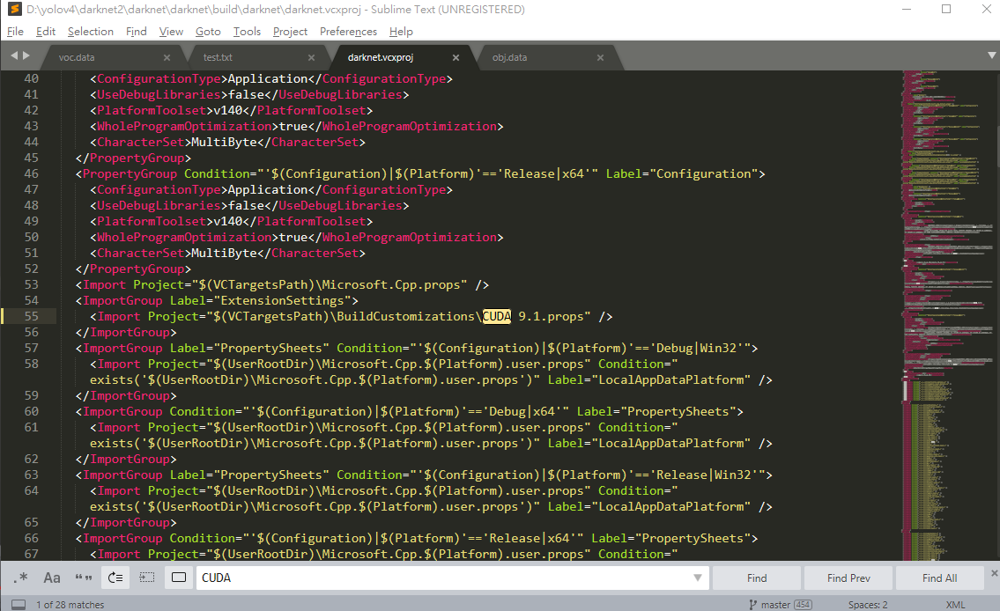 D:\yolov4\darknet2\darknet\darknet\build\darknet\darknet.vcxproj - Sublime Text (UNREGISTERED)
File Edit Selection Find View Goto Tools Project Preferences Help
voc.data × test.txt × darknet.vcxproj × obj.data ×
40 <ConfigurationType>Application</ConfigurationType>
41 <UseDebugLibraries>false</UseDebugLibraries>
42 <PlatformToolset>v140</PlatformToolset>
43 <WholeProgramOptimization>true</WholeProgramOptimization>
44 <CharacterSet>MultiByte</CharacterSet>
45 </PropertyGroup>
46 <PropertyGroup Condition="'$(Configuration)|$(Platform)'=='Release|x64'" Label="Configuration">
47 <ConfigurationType>Application</ConfigurationType>
48 <UseDebugLibraries>false</UseDebugLibraries>
49 <PlatformToolset>v140</PlatformToolset>
50 <WholeProgramOptimization>true</WholeProgramOptimization>
51 <CharacterSet>MultiByte</CharacterSet>
52 </PropertyGroup>
53 <Import Project="$(VCTargetsPath)\Microsoft.Cpp.props" />
54 <ImportGroup Label="ExtensionSettings">
55 <Import Project="$(VCTargetsPath)\BuildCustomizations\CUDA 9.1.props" />
56 </ImportGroup>
57 <ImportGroup Label="PropertySheets" Condition="'$(Configuration)|$(Platform)'=='Debug|Win32'">
58 <Import Project="$(UserRootDir)\Microsoft.Cpp.$(Platform).user.props" Condition="
exists('$(UserRootDir)\Microsoft.Cpp.$(Platform).user.props')" Label="LocalAppDataPlatform" />
59 </ImportGroup>
60 <ImportGroup Condition="'$(Configuration)|$(Platform)'=='Debug|x64'" Label="PropertySheets">
61 <Import Project="$(UserRootDir)\Microsoft.Cpp.$(Platform).user.props" Condition="
exists('$(UserRootDir)\Microsoft.Cpp.$(Platform).user.props')" Label="LocalAppDataPlatform" />
62 </ImportGroup>
63 <ImportGroup Label="PropertySheets" Condition="'$(Configuration)|$(Platform)'=='Release|Win32'">
64 <Import Project="$(UserRootDir)\Microsoft.Cpp.$(Platform).user.props" Condition="
exists('$(UserRootDir)\Microsoft.Cpp.$(Platform).user.props')" Label="LocalAppDataPlatform" />
65 </ImportGroup>
66 <ImportGroup Condition="'$(Configuration)|$(Platform)'=='Release|x64'" Label="PropertySheets">
67 <Import Project="$(UserRootDir)\Microsoft.Cpp.$(Platform).user.props" Condition="
.* Aa “” CUDA Find Find Prev Find All
1 of 28 matches master 454 Spaces: 2 XML